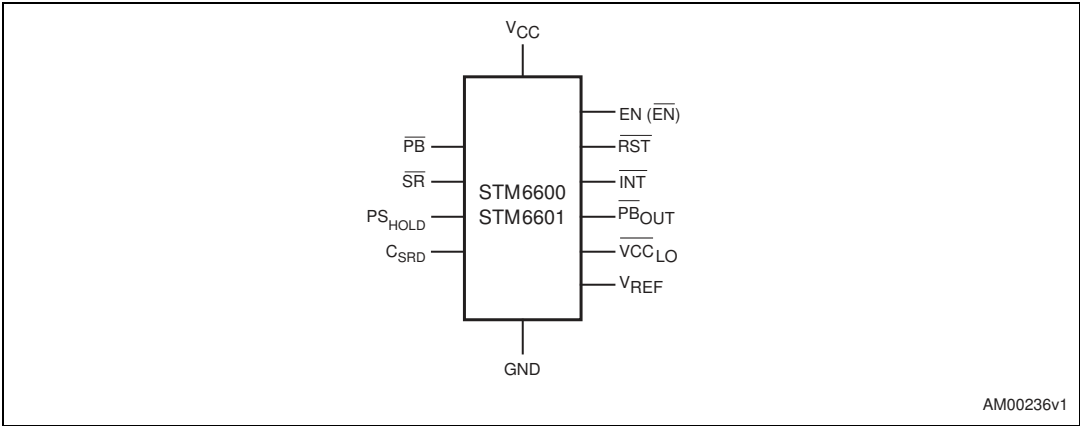 VCC
EN (EN)
PB
RST
SR
INT
STM6600
PSHOLD
STM6601
PBOUT
CSRD
VCCLO
VREF
GND
AM00236v1